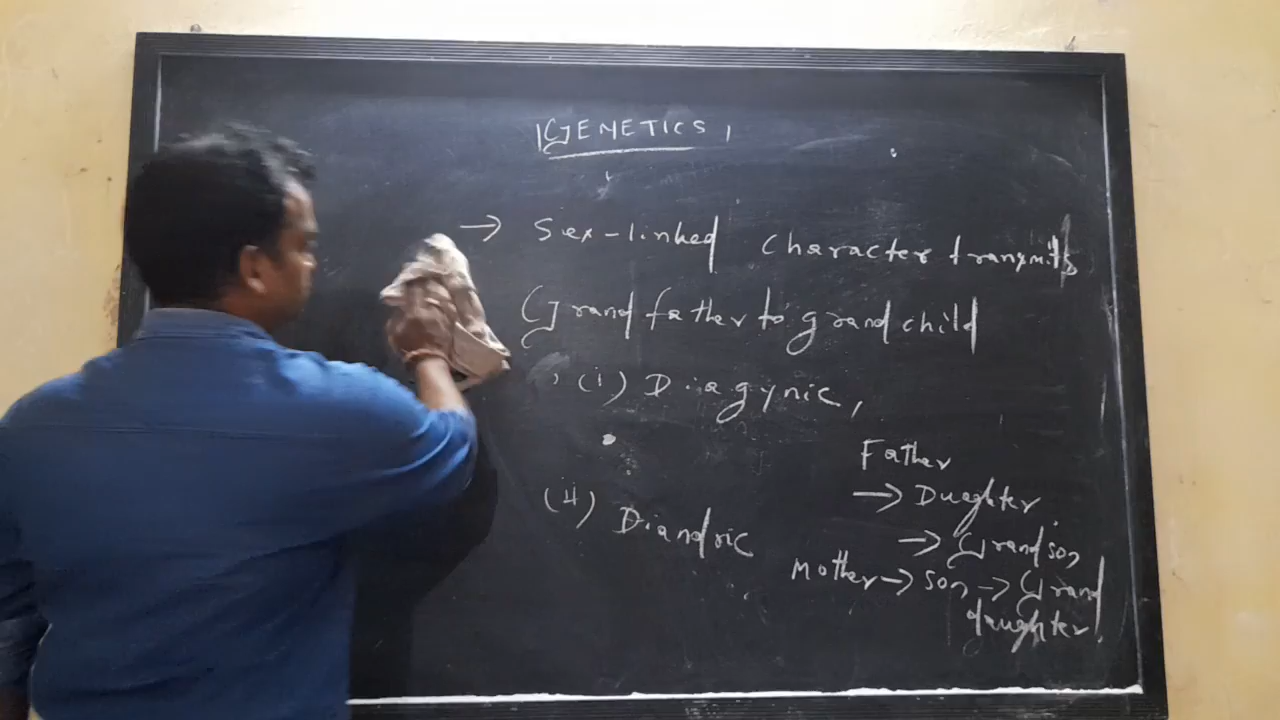 GENETICS
→ Sex-linked Character transmits
Grand father to grand child
(i) Diagynic,
(ii) Diandric
Father
→ Duaghter
→ Grand son
Mother → Son → Grand
daughter